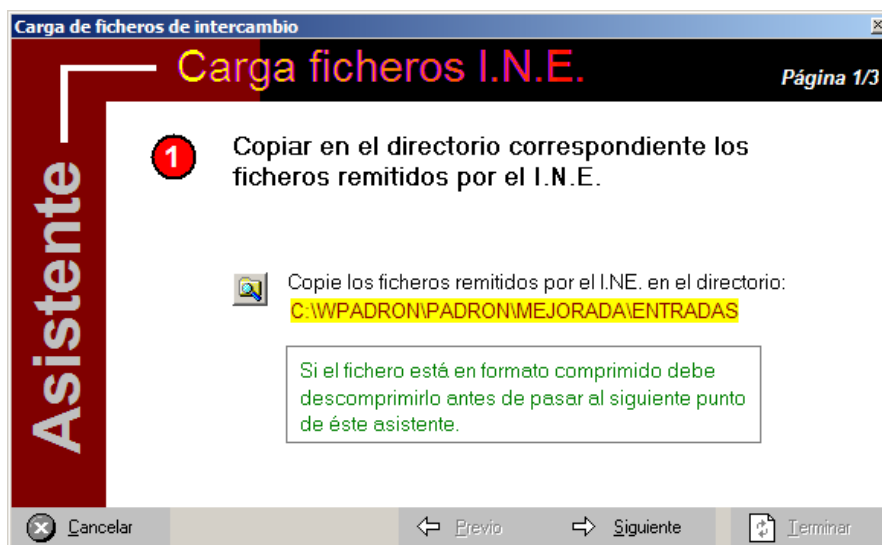 Carga de ficheros de intercambio
Carga ficheros I.N.E.
Página 1/3
Asistente
1
Copiar en el directorio correspondiente los
ficheros remitidos por el I.N.E.
Copie los ficheros remitidos por el I.NE. en el directorio:
C:\WPADRON\PADRON\MEJORADA\ENTRADAS
Si el fichero está en formato comprimido debe
descomprimirlo antes de pasar al siguiente punto
de éste asistente.
Cancelar
Previo
Siguiente
Terminar